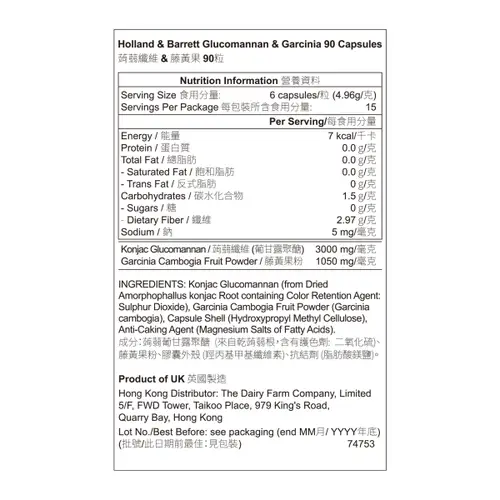 Holland & Barrett Glucomannan & Garcinia 90 Capsules
蒟蒻纖維 & 藤黃果 90粒
Nutrition Information 營養資料
Serving Size 食用分量: 6 capsules/粒 (4.96g/克)
Servings Per Package 每包裝所含食用分量: 15
Per Serving/每食用分量
Energy / 能量 7 kcal/千卡
Protein / 蛋白質 0.0 g/克
Total Fat / 總脂肪 0.0 g/克
- Saturated Fat / 飽和脂肪 0.0 g/克
- Trans Fat / 反式脂肪 0 g/克
Carbohydrates / 碳水化合物 1.5 g/克
- Sugars / 糖 0 g/克
- Dietary Fiber / 纖維 2.97 g/克
Sodium / 鈉 5 mg/毫克
Konjac Glucomannan / 蒟蒻纖維 (葡甘露聚醣) 3000 mg/毫克
Garcinia Cambogia Fruit Powder / 藤黃果粉 1050 mg/毫克
INGREDIENTS: Konjac Glucomannan (from Dried
Amorphophallus konjac Root containing Color Retention Agent:
Sulphur Dioxide), Garcinia Cambogia Fruit Powder (Garcinia
cambogia), Capsule Shell (Hydroxypropyl Methyl Cellulose),
Anti-Caking Agent (Magnesium Salts of Fatty Acids).
成分：蒟蒻葡甘露聚醣 (來自乾蒟蒻根，含有護色劑: 二氧化硫)、
藤黃果粉、膠囊外殼 (羥丙基甲基纖維素)、抗結劑 (脂肪酸鎂鹽)。
Product of UK 英國製造
Hong Kong Distributor: The Dairy Farm Company, Limited
5/F, FWD Tower, Taikoo Place, 979 King's Road,
Quarry Bay, Hong Kong
Lot No./Best Before: see packaging (end MM月/ YYYY年底)
(批號/此日期前最佳：見包裝) 74753